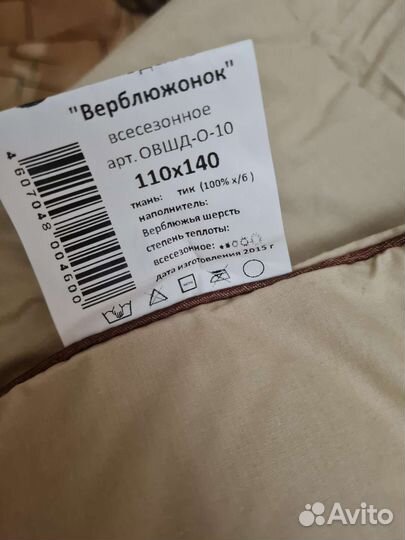 "Верблюжонок"
всесезонное
арт. ОВШД-О-10
110x140
ткань: тик (100% х/б)
наполнитель:
Верблюжья шерсть
степень теплоты:
всесезонное:
дата изготовления 2015 г
4 607048 004600
Avito